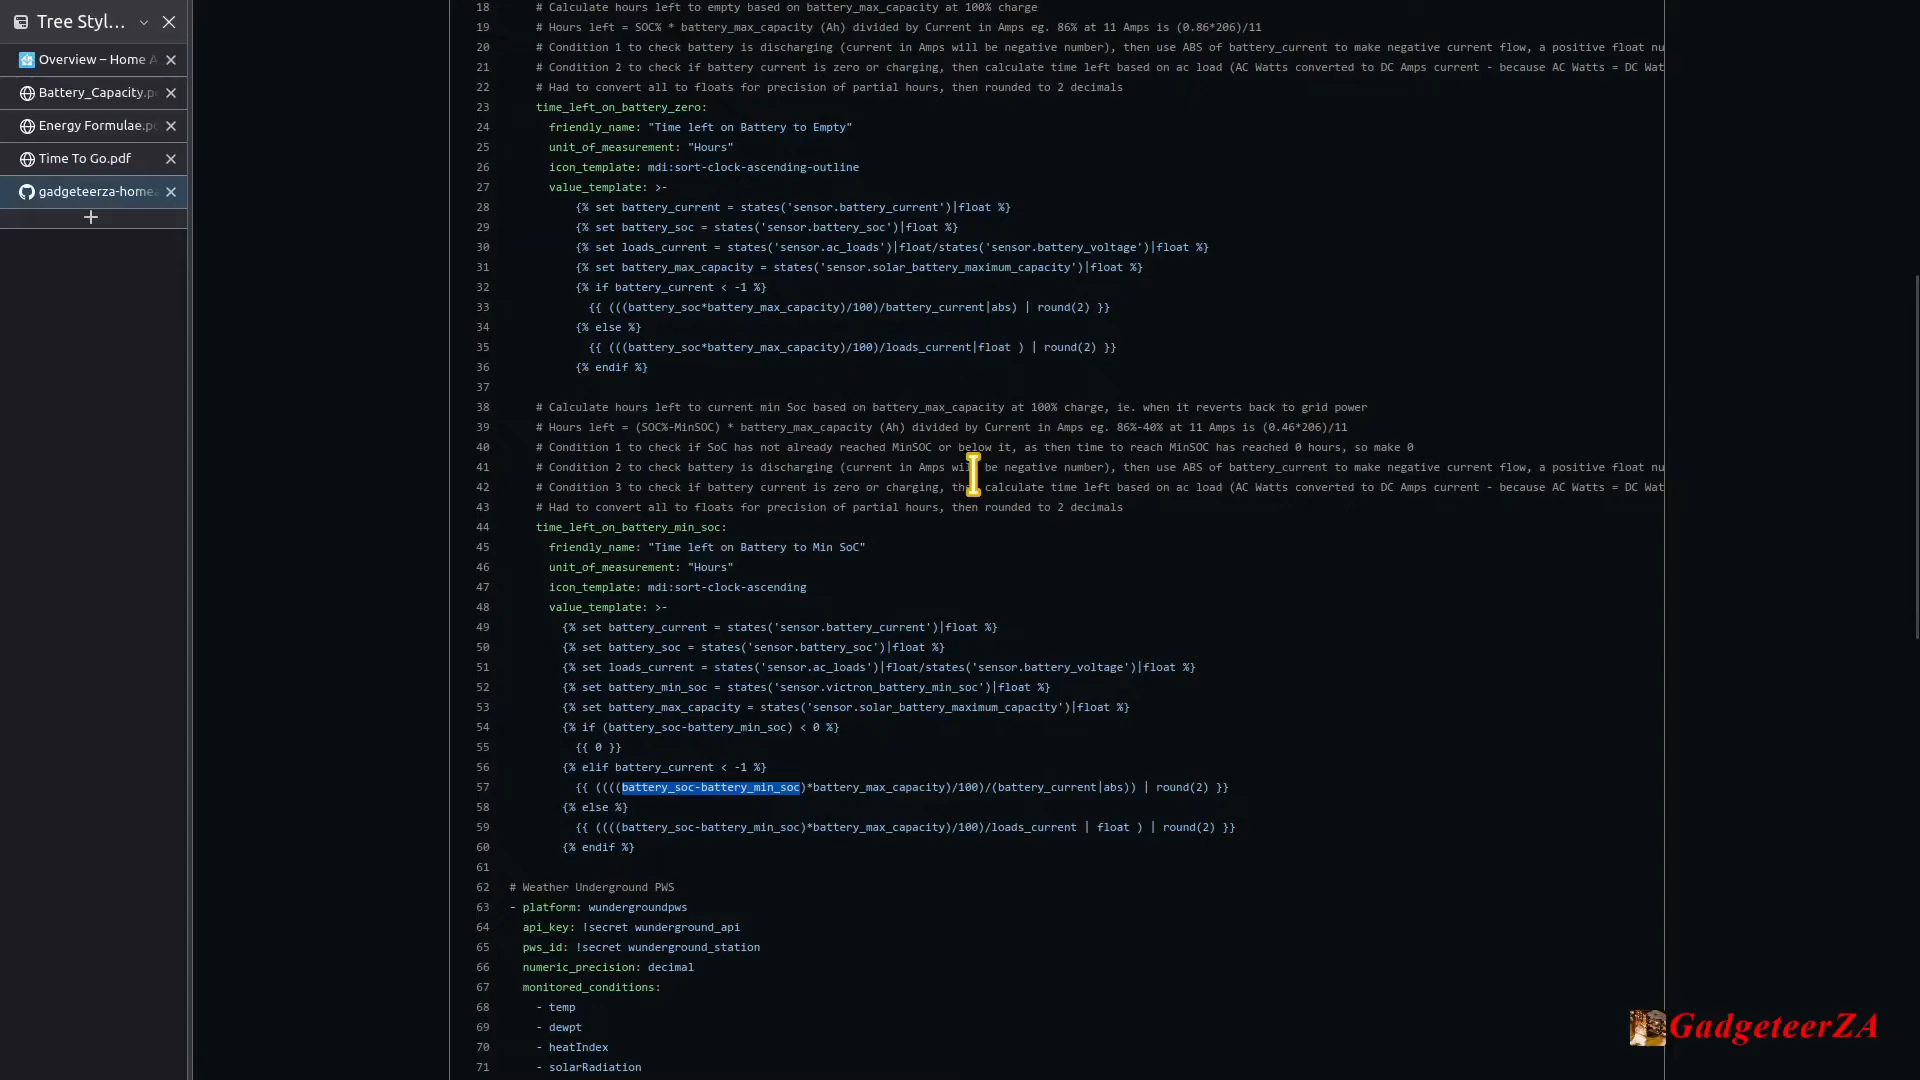 Tree Styl...
Overview – Home A
Battery_Capacity.p
Energy Formulae.p
Time To Go.pdf
gadgeteerza-home
18 # Calculate hours left to empty based on battery_max_capacity at 100% charge
19 # Hours left = SOC% * battery_max_capacity (Ah) divided by Current in Amps eg. 86% at 11 Amps is (0.86*206)/11
20 # Condition 1 to check battery is discharging (current in Amps will be negative number), then use ABS of battery_current to make negative current flow, a positive float nu
21 # Condition 2 to check if battery current is zero or charging, then calculate time left based on ac load (AC Watts converted to DC Amps current - because AC Watts = DC Wat
22 # Had to convert all to floats for precision of partial hours, then rounded to 2 decimals
23 time_left_on_battery_zero:
24 friendly_name: "Time left on Battery to Empty"
25 unit_of_measurement: "Hours"
26 icon_template: mdi:sort-clock-ascending-outline
27 value_template: >-
28 {% set battery_current = states('sensor.battery_current')|float %}
29 {% set battery_soc = states('sensor.battery_soc')|float %}
30 {% set loads_current = states('sensor.ac_loads')|float/states('sensor.battery_voltage')|float %}
31 {% set battery_max_capacity = states('sensor.solar_battery_maximum_capacity')|float %}
32 {% if battery_current < -1 %}
33 {{ (((battery_soc*battery_max_capacity)/100)/battery_current|abs) | round(2) }}
34 {% else %}
35 {{ (((battery_soc*battery_max_capacity)/100)/loads_current|float ) | round(2) }}
36 {% endif %}
37
38 # Calculate hours left to current min Soc based on battery_max_capacity at 100% charge, ie. when it reverts back to grid power
39 # Hours left = (SOC%-MinSOC) * battery_max_capacity (Ah) divided by Current in Amps eg. 86%-40% at 11 Amps is (0.46*206)/11
40 # Condition 1 to check if SoC has not already reached MinSOC or below it, as then time to reach MinSOC has reached 0 hours, so make 0
41 # Condition 2 to check battery is discharging (current in Amps will be negative number), then use ABS of battery_current to make negative current flow, a positive float nu
42 # Condition 3 to check if battery current is zero or charging, then calculate time left based on ac load (AC Watts converted to DC Amps current - because AC Watts = DC Wat
43 # Had to convert all to floats for precision of partial hours, then rounded to 2 decimals
44 time_left_on_battery_min_soc:
45 friendly_name: "Time left on Battery to Min SoC"
46 unit_of_measurement: "Hours"
47 icon_template: mdi:sort-clock-ascending
48 value_template: >-
49 {% set battery_current = states('sensor.battery_current')|float %}
50 {% set battery_soc = states('sensor.battery_soc')|float %}
51 {% set loads_current = states('sensor.ac_loads')|float/states('sensor.battery_voltage')|float %}
52 {% set battery_min_soc = states('sensor.victron_battery_min_soc')|float %}
53 {% set battery_max_capacity = states('sensor.solar_battery_maximum_capacity')|float %}
54 {% if (battery_soc-battery_min_soc) < 0 %}
55 {{ 0 }}
56 {% elif battery_current < -1 %}
57 {{ ((((battery_soc-battery_min_soc)*battery_max_capacity)/100)/(battery_current|abs)) | round(2) }}
58 {% else %}
59 {{ ((((battery_soc-battery_min_soc)*battery_max_capacity)/100)/loads_current | float ) | round(2) }}
60 {% endif %}
61
62 # Weather Underground PWS
63 - platform: wundergroundpws
64 api_key: !secret wunderground_api
65 pws_id: !secret wunderground_station
66 numeric_precision: decimal
67 monitored_conditions:
68 - temp
69 - dewpt
70 - heatIndex
71 - solarRadiation
GadgeteerZA